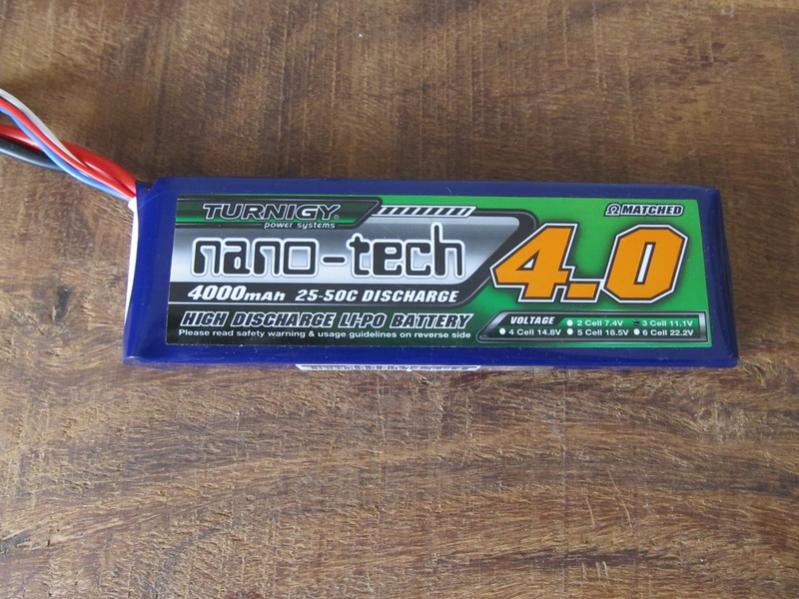 TURNIGY®
power systems
Ω MATCHED
nano-tech
4.0
4000mAh 25-50C DISCHARGE
HIGH DISCHARGE LI-PO BATTERY
Please read safety warning & usage guidelines on reverse side
VOLTAGE 2 Cell 7.4V 3 Cell 11.1V
4 Cell 14.8V 5 Cell 18.5V 6 Cell 22.2V